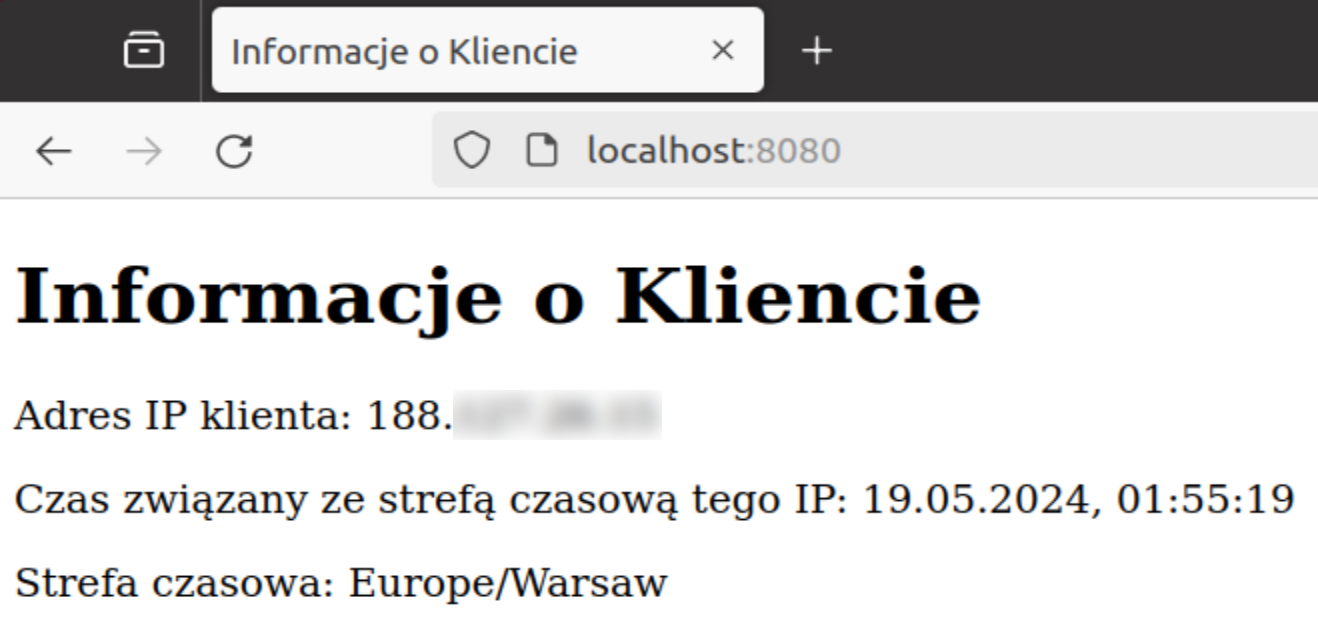 Informacje o Kliencie
localhost:8080
Informacje o Kliencie
Adres IP klienta: 188.
Czas związany ze strefą czasową tego IP: 19.05.2024, 01:55:19
Strefa czasowa: Europe/Warsaw